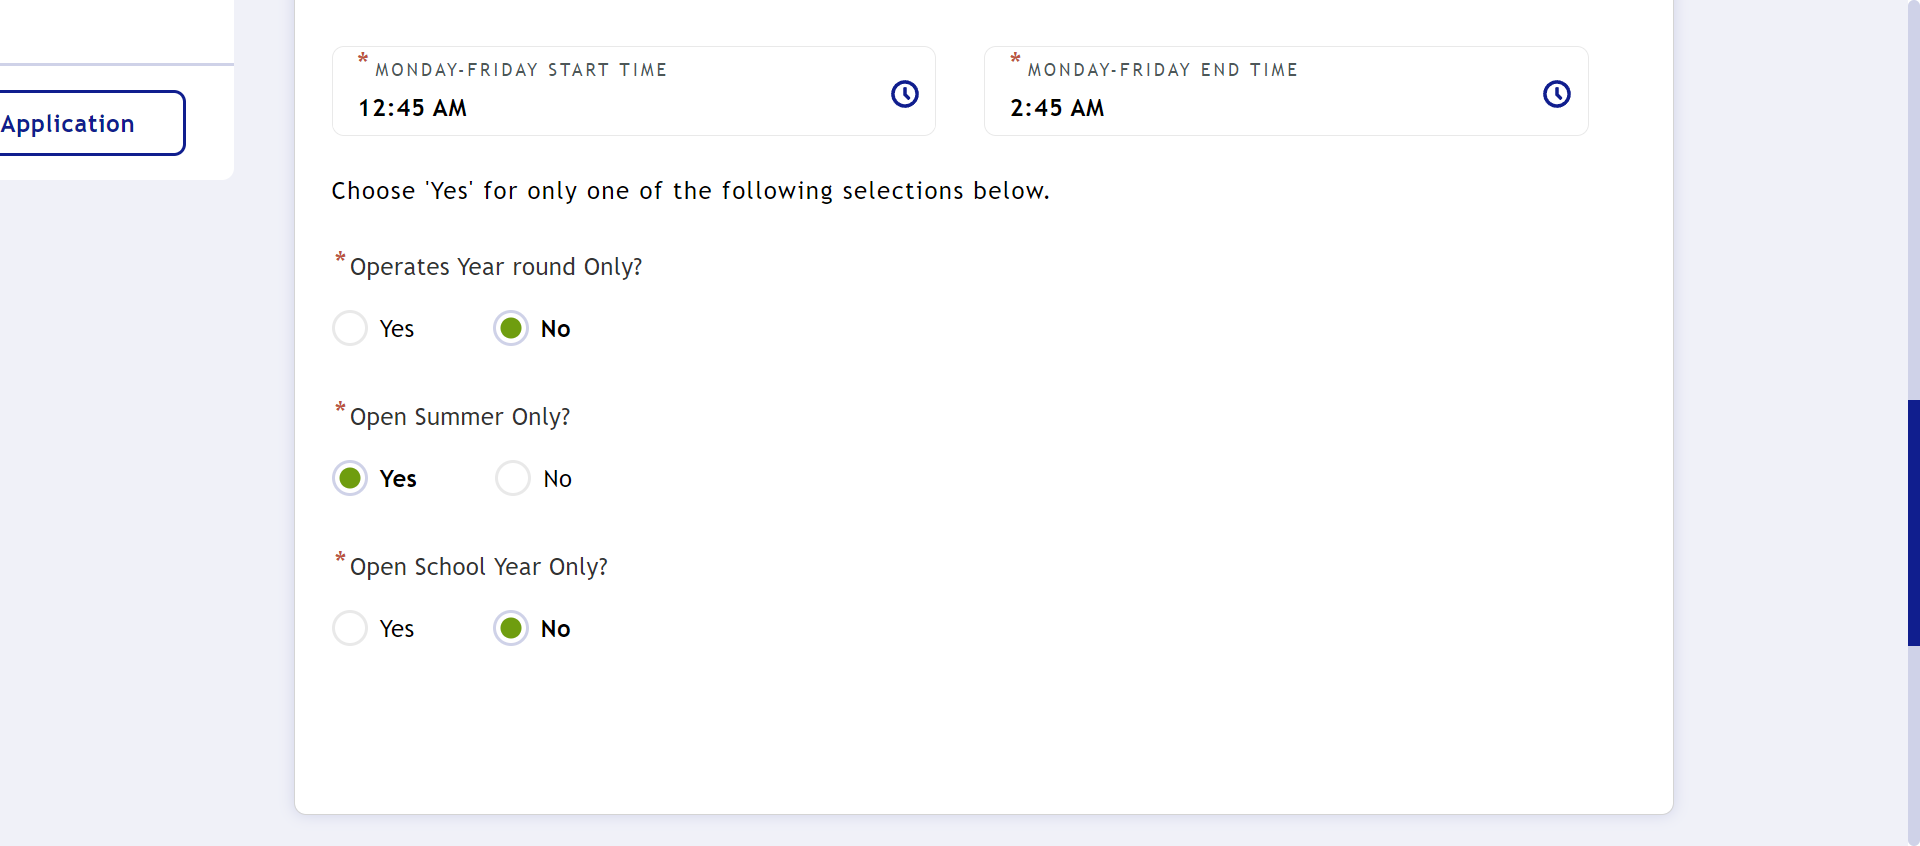 Application
* MONDAY-FRIDAY START TIME
12:45 AM
* MONDAY-FRIDAY END TIME
2:45 AM
Choose 'Yes' for only one of the following selections below.
* Operates Year round Only?
Yes No
* Open Summer Only?
Yes No
* Open School Year Only?
Yes No